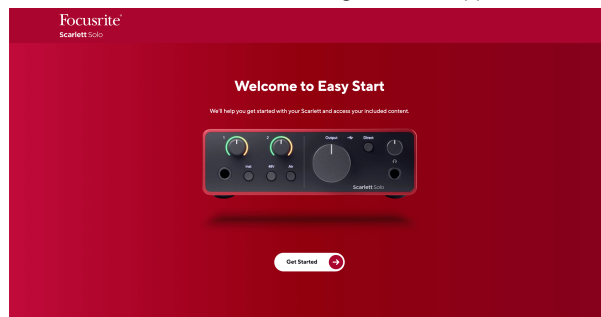 Focusrite®
Scarlett Solo
Welcome to Easy Start
We'll help you get started with your Scarlett and access your included content.
1 2 Output Direct
Inst 48V Air
Scarlett Solo
Get Started